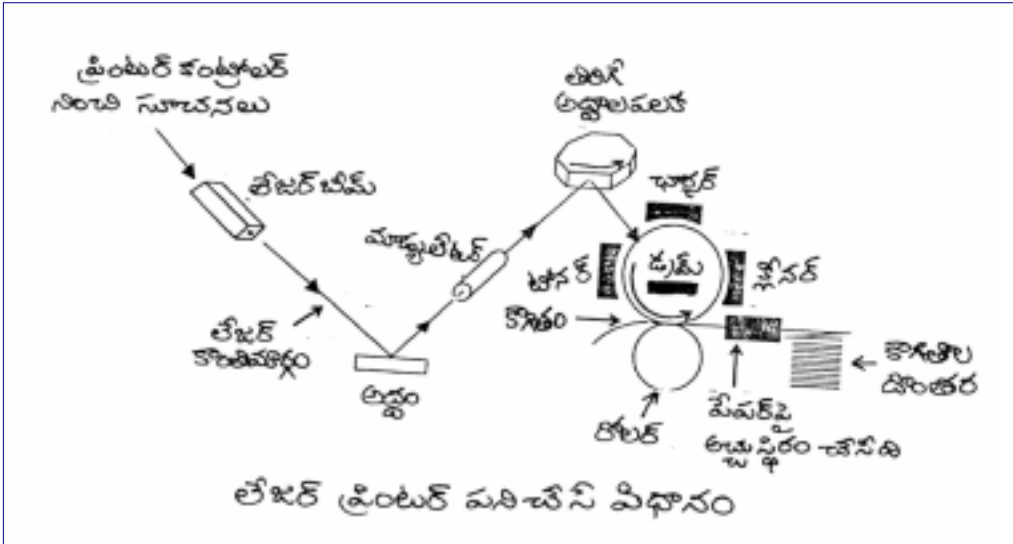 ప్రింటర్ కంట్రోలర్
నించి సూచనలు
లేజర్ బీమ్
లేజర్
కాంతిమార్గం
అద్దం
మాడ్యులేటర్
తిరిగే
అద్దాలపలక
ఛార్జర్
టోనర్
డ్రమ్
క్లీనర్
కాగితం
రోలర్
పేపర్‌పై
అచ్చుస్థిరం చేసేది
కాగితాల
దొంతర
లేజర్ ప్రింటర్ పనిచేసే విధానం